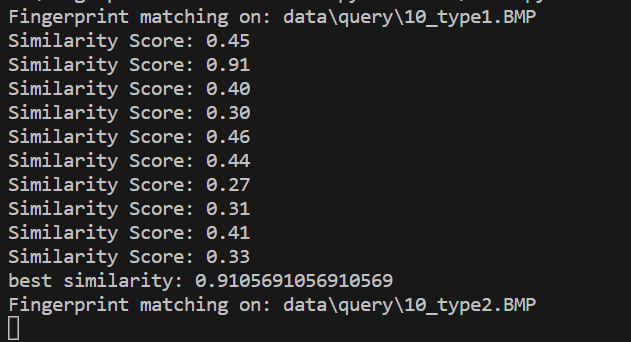 Fingerprint matching on: data\query\10_type1.BMP
Similarity Score: 0.45
Similarity Score: 0.91
Similarity Score: 0.40
Similarity Score: 0.30
Similarity Score: 0.46
Similarity Score: 0.44
Similarity Score: 0.27
Similarity Score: 0.31
Similarity Score: 0.41
Similarity Score: 0.33
best similarity: 0.9105691056910569
Fingerprint matching on: data\query\10_type2.BMP